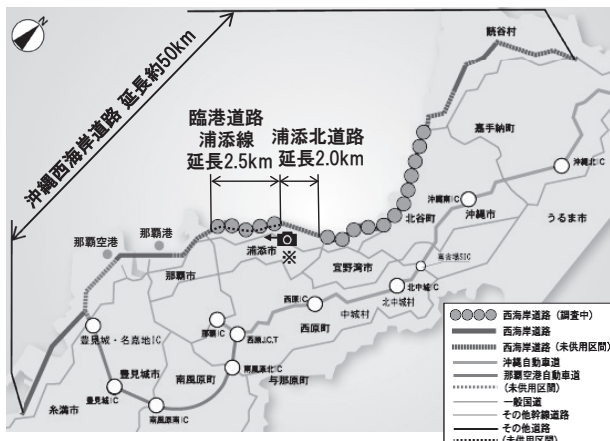 沖縄西海岸道路 延長約50km
臨港道路
浦添線
延長2.5km
浦添北道路
延長2.0km
読谷村
嘉手納町
沖縄北IC
沖縄南IC
沖縄市
うるま市
北谷町
那覇空港
那覇港
那覇市
浦添市
※
宜野湾市
北中城IC
北中城村
中城村
西原IC
西原町
那覇IC
西原J.C.T
豊見城・名嘉地IC
豊見城市
豊見城IC
南風原町
南風原北IC
与那原町
南風原南IC
糸満市
西海岸道路(調査中)
西海岸道路
西海岸道路(未供用区間)
沖縄自動車道
那覇空港自動車道
(未供用区間)
一般国道
その他幹線道路
その他道路
(未供用区間)